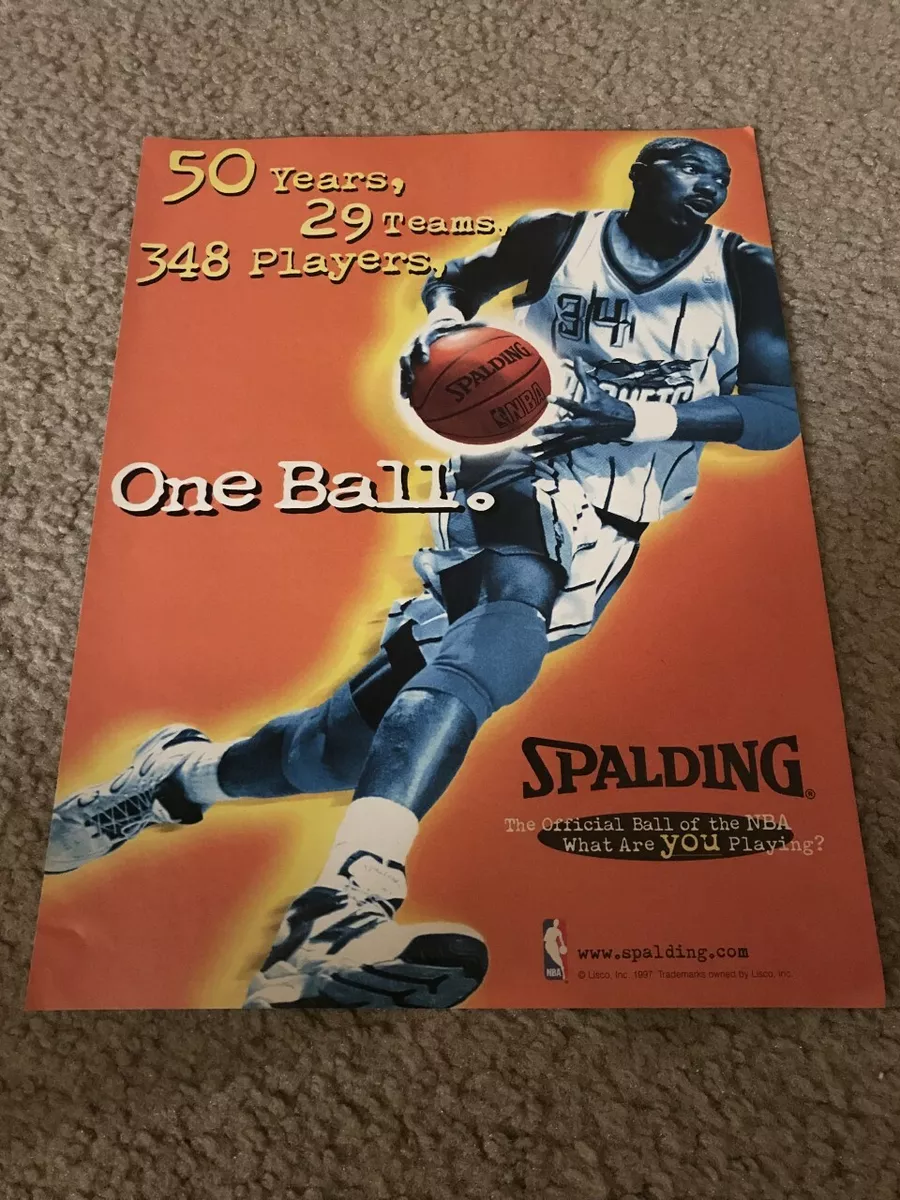 50 Years,
29 Teams,
348 Players,
34
SPALDING
NBA
One Ball.
SPALDING®
The Official Ball of the NBA
What Are you Playing?
NBA
www.spalding.com
© Lisco, Inc. 1997 Trademarks owned by Lisco, Inc.